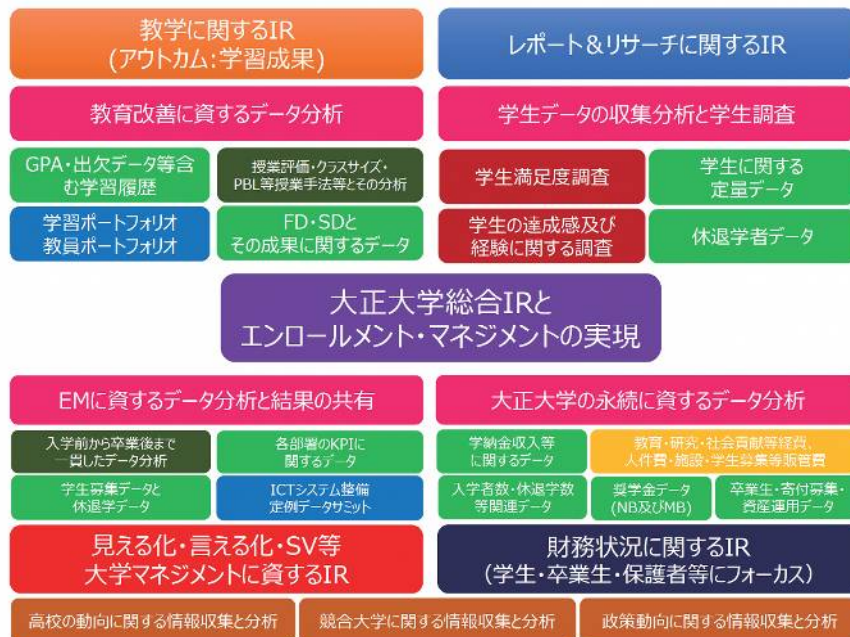 教学に関するIR
(アウトカム:学習成果)
レポート&リサーチに関するIR
教育改善に資するデータ分析
学生データの収集分析と学生調査
GPA・出欠データ等含
む学習履歴
授業評価・クラスサイズ・
PBL等授業手法等とその分析
学生満足度調査
学生に関する
定量データ
学習ポートフォリオ
教員ポートフォリオ
FD・SDと
その成果に関するデータ
学生の達成感及び
経験に関する調査
休退学者データ
大正大学総合IRと
エンロールメント・マネジメントの実現
EMに資するデータ分析と結果の共有
大正大学の永続に資するデータ分析
入学前から卒業後まで
一貫したデータ分析
各部署のKPIに
関するデータ
学納金収入等
に関するデータ
教育・研究・社会貢献等経費、
人件費・施設・学生募集等販管費
学生募集データと
休退学データ
ICTシステム整備
定例データサミット
入学者数・休退学数
等関連データ
奨学金データ
(NB及びMB)
卒業生・寄付募集・
資産運用データ
見える化・言える化・SV等
大学マネジメントに資するIR
財務状況に関するIR
(学生・卒業生・保護者等にフォーカス)
高校の動向に関する情報収集と分析
競合大学に関する情報収集と分析
政策動向に関する情報収集と分析